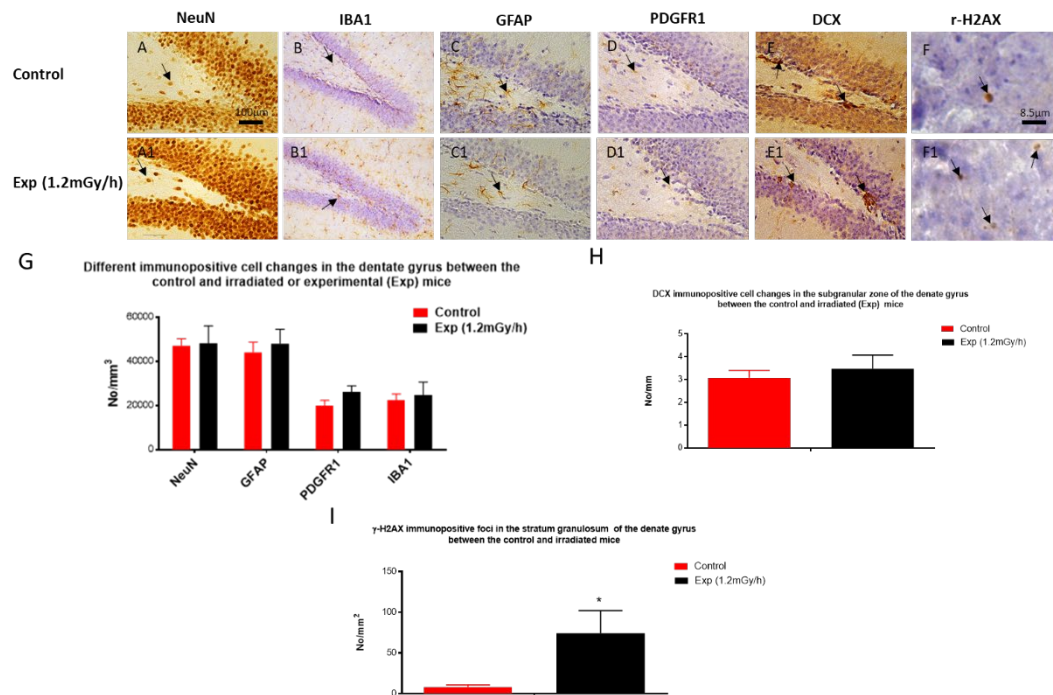 NeuN IBA1 GFAP PDGFR1 DCX r-H2AX
Control
A B C D E F
100μm 8.5μm
Exp (1.2mGy/h)
A1 B1 C1 D1 E1 F1
G
Different immunopositive cell changes in the dentate gyrus between the
control and irradiated or experimental (Exp) mice
Control
Exp (1.2mGy/h)
No/mm3
60000
40000
20000
0
NeuN GFAP PDGFR1 IBA1
H
DCX immunopositive cell changes in the subgranular zone of the denate gyrus
between the control and irradiated (Exp) mice
Control
Exp (1.2mGy/h)
No/mm
5
4
3
2
1
0
I
γ-H2AX immunopositive foci in the stratum granulosum of the denate gyrus
between the control and irradiated mice
Control
Exp (1.2mGy/h)
No/mm2
150
100
50
0
*